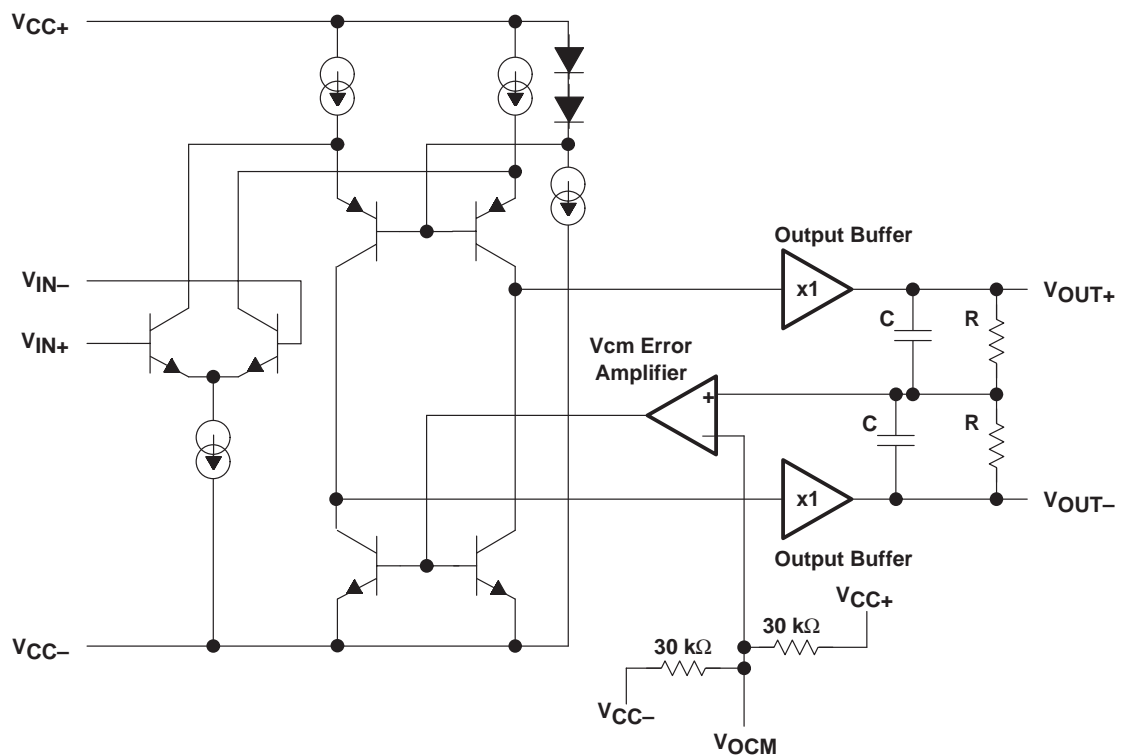 VCC+
Output Buffer
x1
VIN–
VOUT+
C
R
VIN+
Vcm Error
Amplifier
+
–
C
R
x1
VOUT–
Output Buffer
VCC+
30 kΩ
VCC–
30 kΩ
VCC–
VOCM